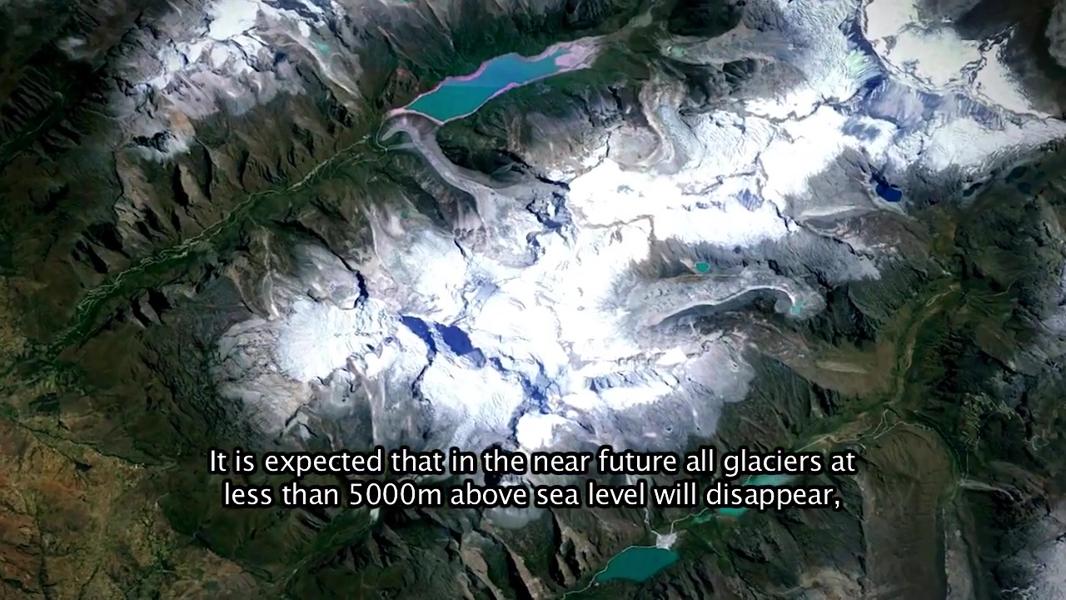 It is expected that in the near future all glaciers at
less than 5000m above sea level will disappear,